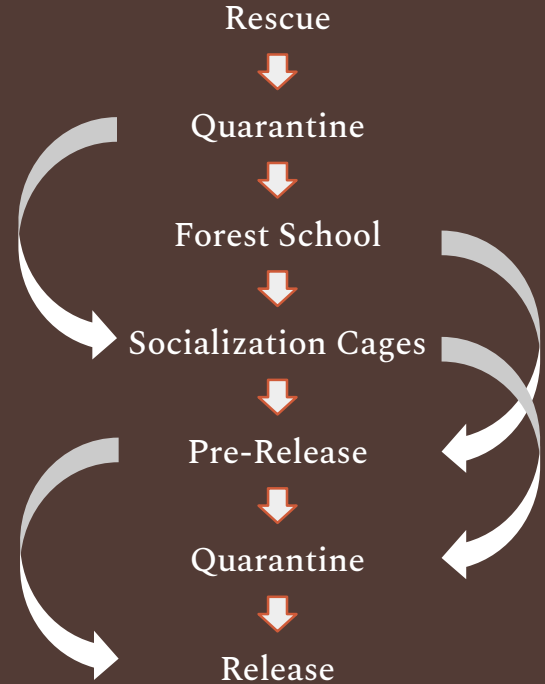 Rescue
Quarantine
Forest School
Socialization Cages
Pre-Release
Quarantine
Release